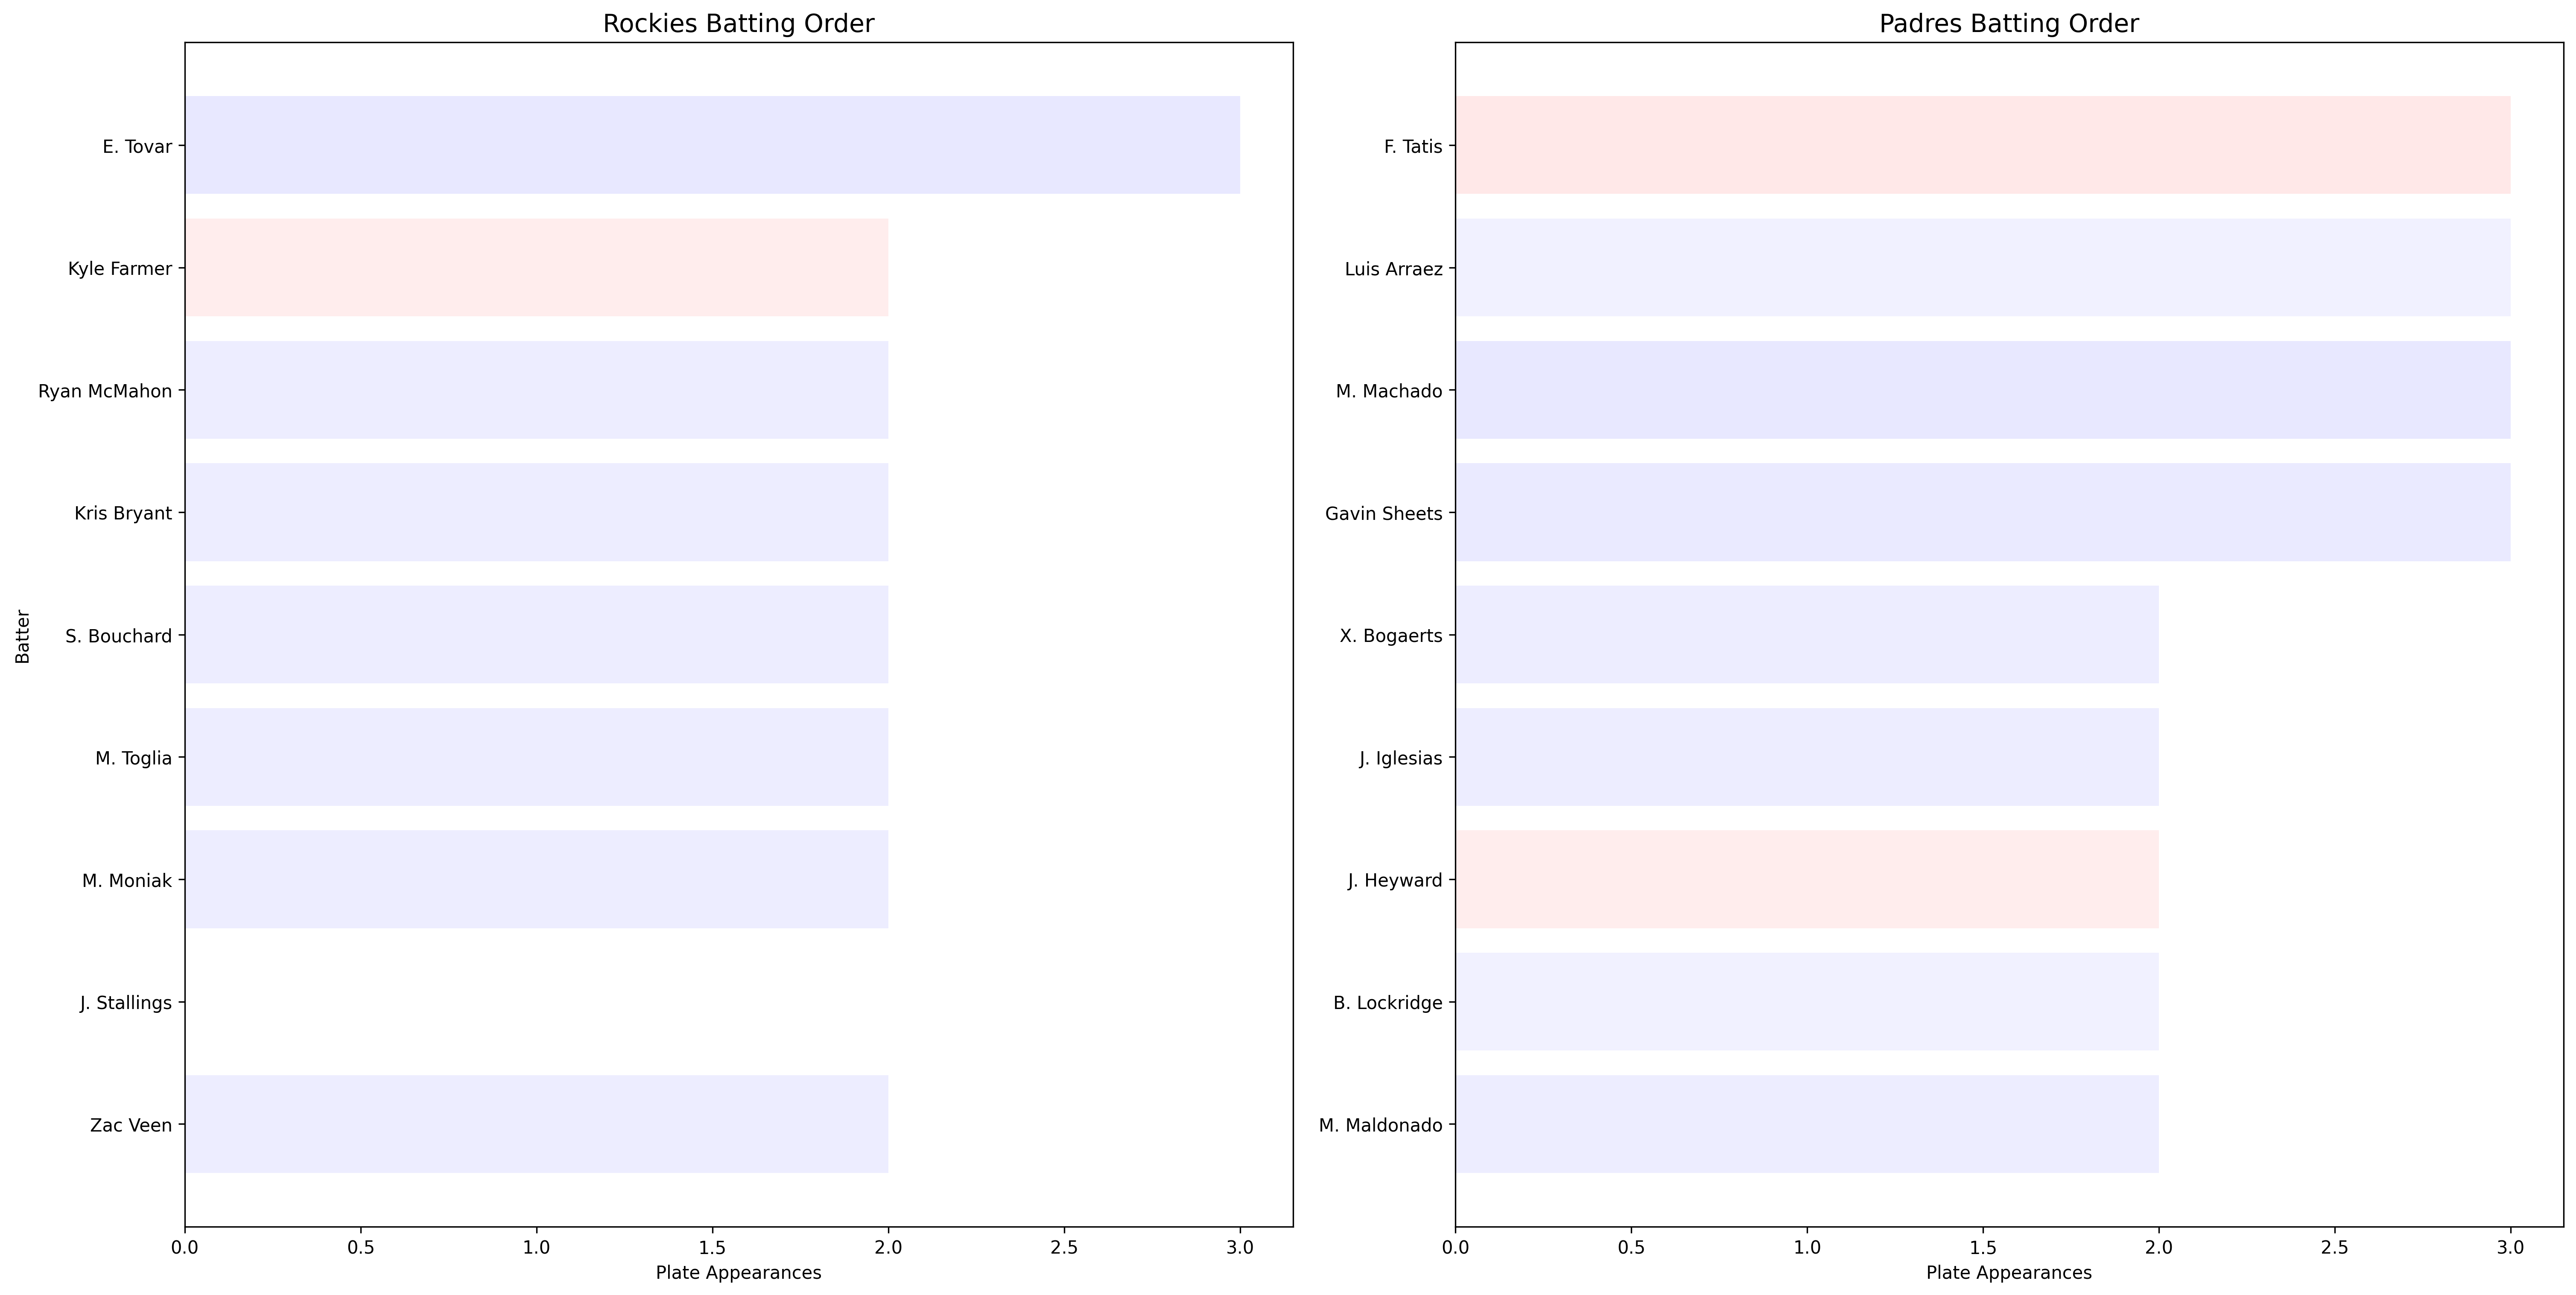 Rockies Batting Order
Batter
E. Tovar
Kyle Farmer
Ryan McMahon
Kris Bryant
S. Bouchard
M. Toglia
M. Moniak
J. Stallings
Zac Veen
0.0 0.5 1.0 1.5 2.0 2.5 3.0
Plate Appearances
Padres Batting Order
F. Tatis
Luis Arraez
M. Machado
Gavin Sheets
X. Bogaerts
J. Iglesias
J. Heyward
B. Lockridge
M. Maldonado
0.0 0.5 1.0 1.5 2.0 2.5 3.0
Plate Appearances